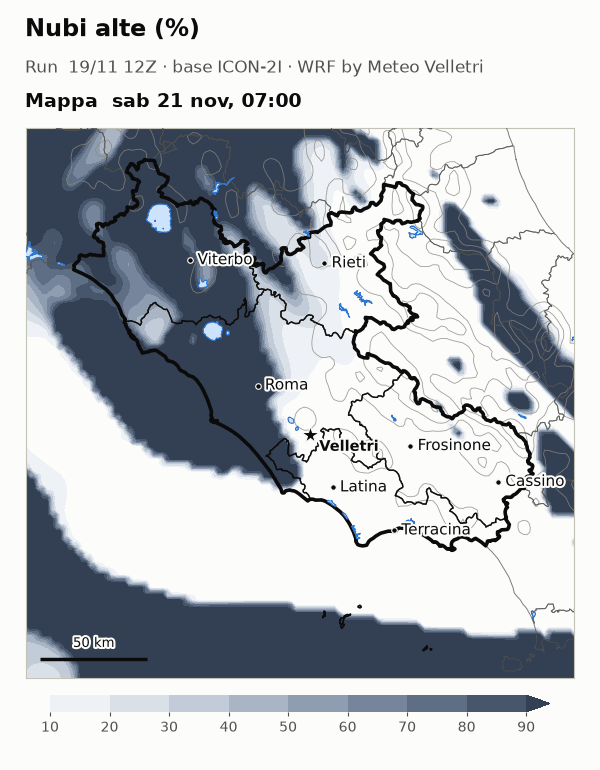 Nubi alte (%)
Run 19/11 12Z · base ICON-2I · WRF by Meteo Velletri
Mappa sab 21 nov, 07:00
Viterbo
Rieti
Roma
Velletri
Frosinone
Cassino
Latina
Terracina
50 km
10 20 30 40 50 60 70 80 90